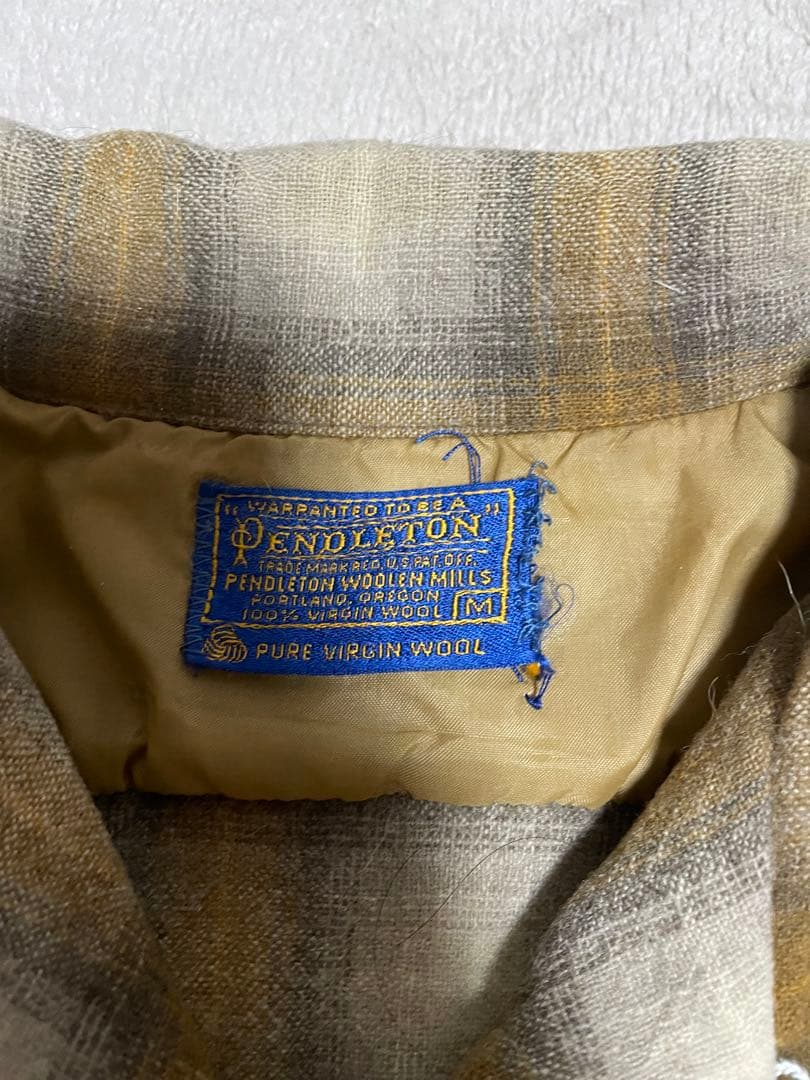 "WARRANTED TO BE A"
PENDLETON
TRADE MARK REG. U.S. PAT. OFF.
PENDLETON WOOLEN MILLS
PORTLAND, OREGON
100% VIRGIN WOOL M
PURE VIRGIN WOOL